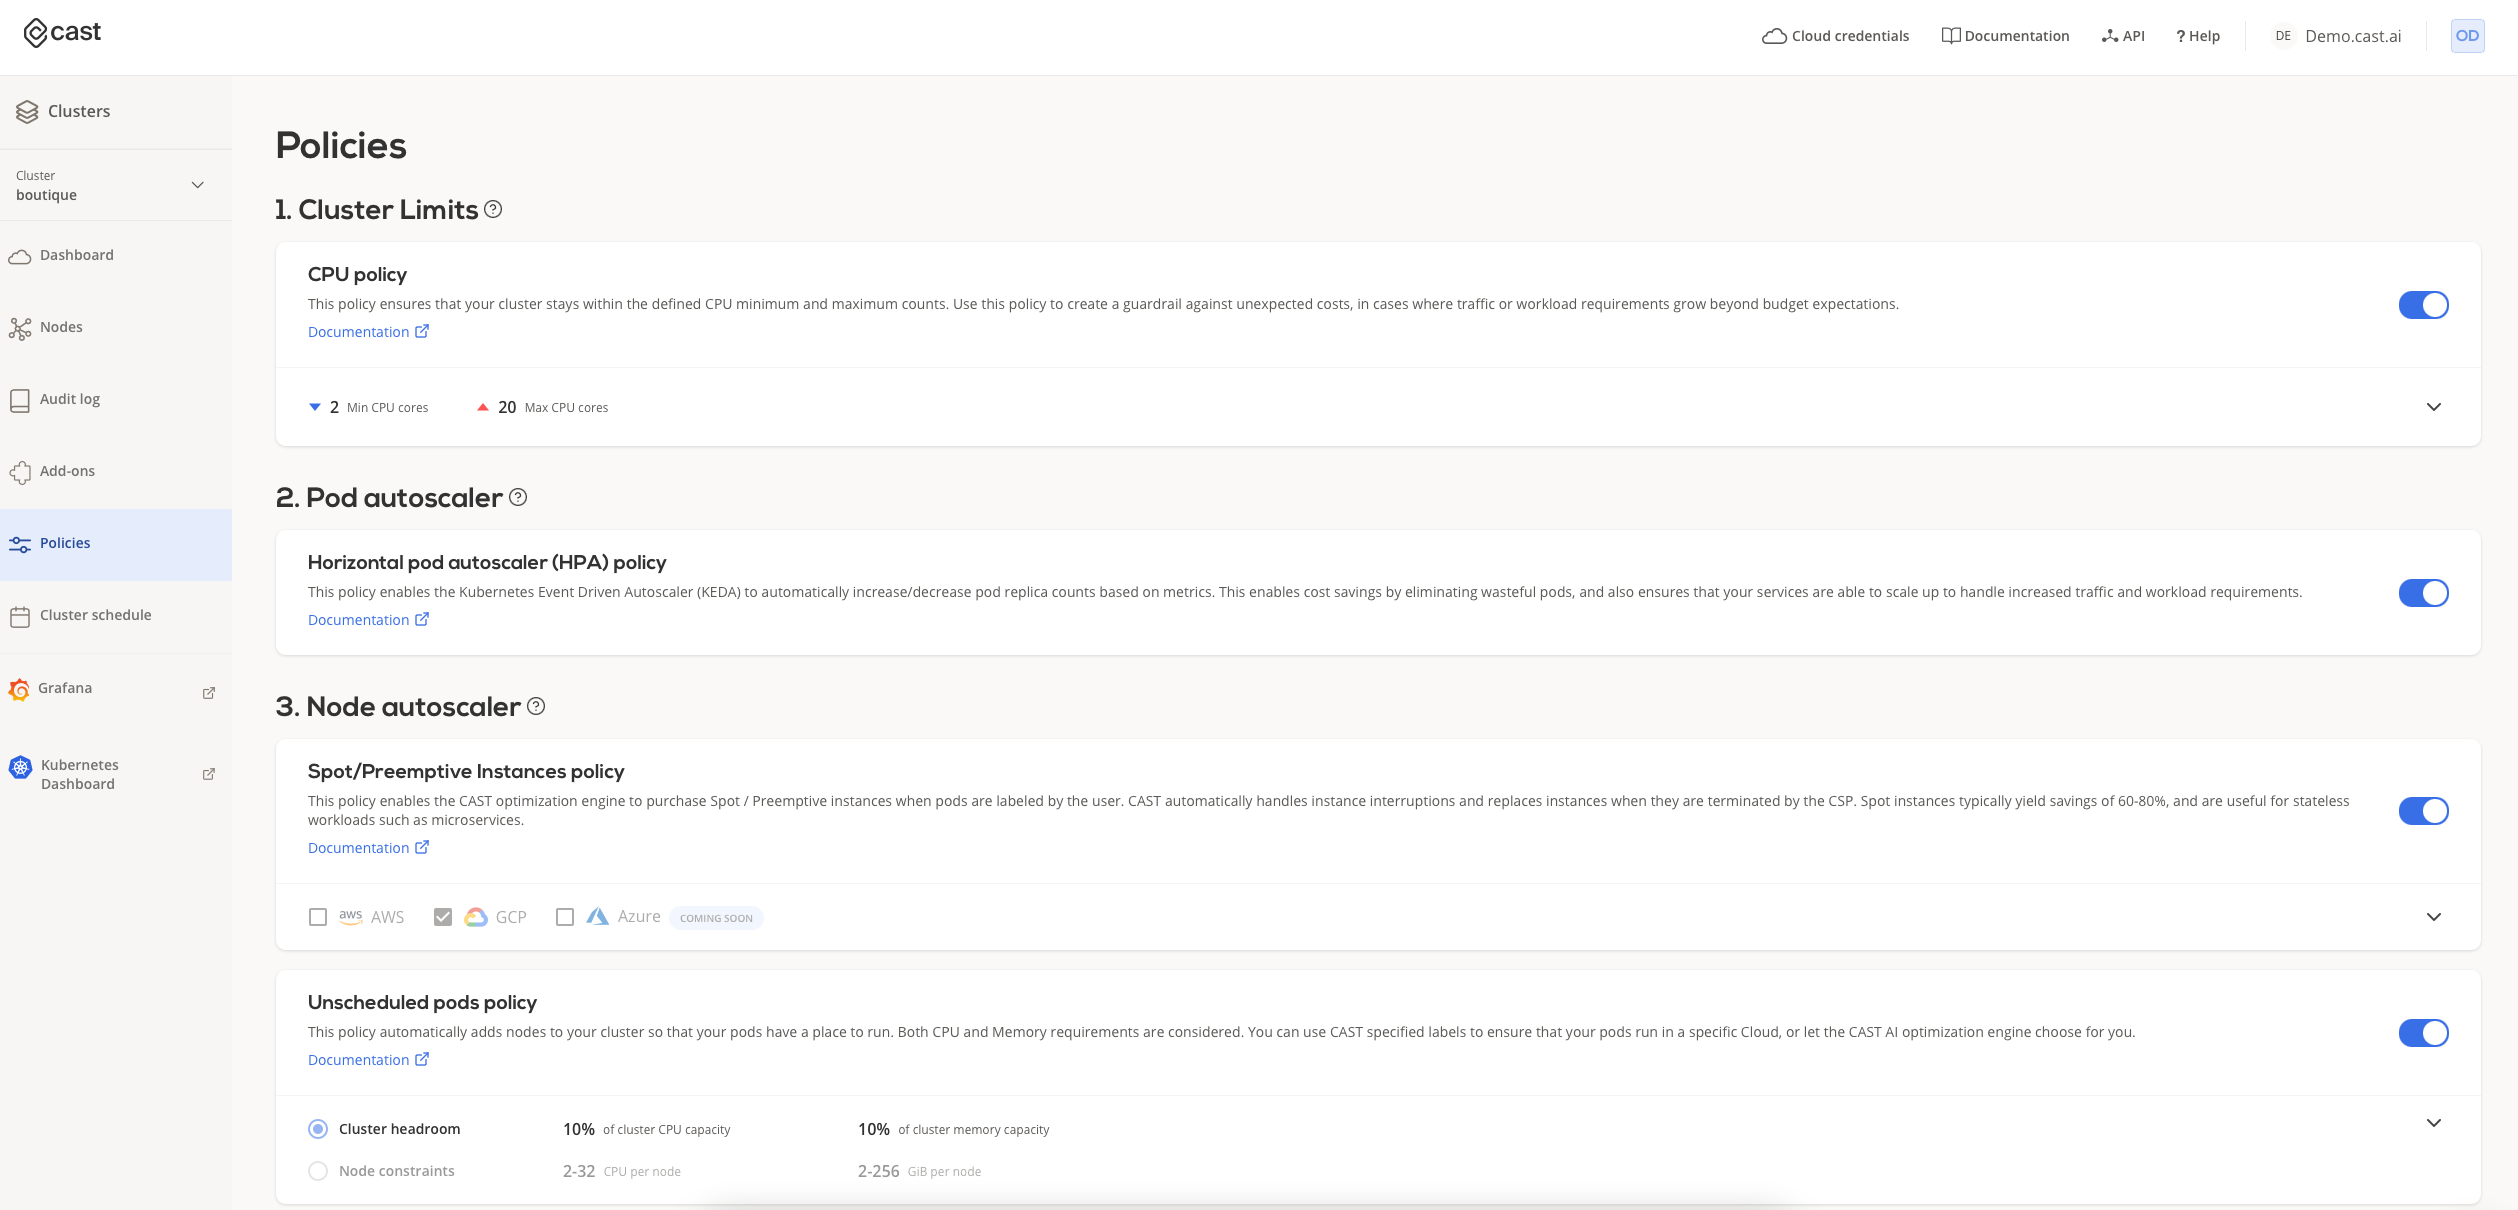 cast
Cloud credentials
Documentation
API
? Help
DE
Demo.cast.ai
OD
Clusters
Cluster
boutique
Dashboard
Nodes
Audit log
Add-ons
Policies
Cluster schedule
Grafana
Kubernetes
Dashboard
Policies
1. Cluster Limits ?
CPU policy
This policy ensures that your cluster stays within the defined CPU minimum and maximum counts. Use this policy to create a guardrail against unexpected costs, in cases where traffic or workload requirements grow beyond budget expectations.
Documentation
2 Min CPU cores
20 Max CPU cores
2. Pod autoscaler ?
Horizontal pod autoscaler (HPA) policy
This policy enables the Kubernetes Event Driven Autoscaler (KEDA) to automatically increase/decrease pod replica counts based on metrics. This enables cost savings by eliminating wasteful pods, and also ensures that your services are able to scale up to handle increased traffic and workload requirements.
Documentation
3. Node autoscaler ?
Spot/Preemptive Instances policy
This policy enables the CAST optimization engine to purchase Spot / Preemptive instances when pods are labeled by the user. CAST automatically handles instance interruptions and replaces instances when they are terminated by the CSP. Spot instances typically yield savings of 60-80%, and are useful for stateless
workloads such as microservices.
Documentation
aws AWS
GCP
Azure COMING SOON
Unscheduled pods policy
This policy automatically adds nodes to your cluster so that your pods have a place to run. Both CPU and Memory requirements are considered. You can use CAST specified labels to ensure that your pods run in a specific Cloud, or let the CAST AI optimization engine choose for you.
Documentation
Cluster headroom 10% of cluster CPU capacity 10% of cluster memory capacity
Node constraints 2-32 CPU per node 2-256 GiB per node